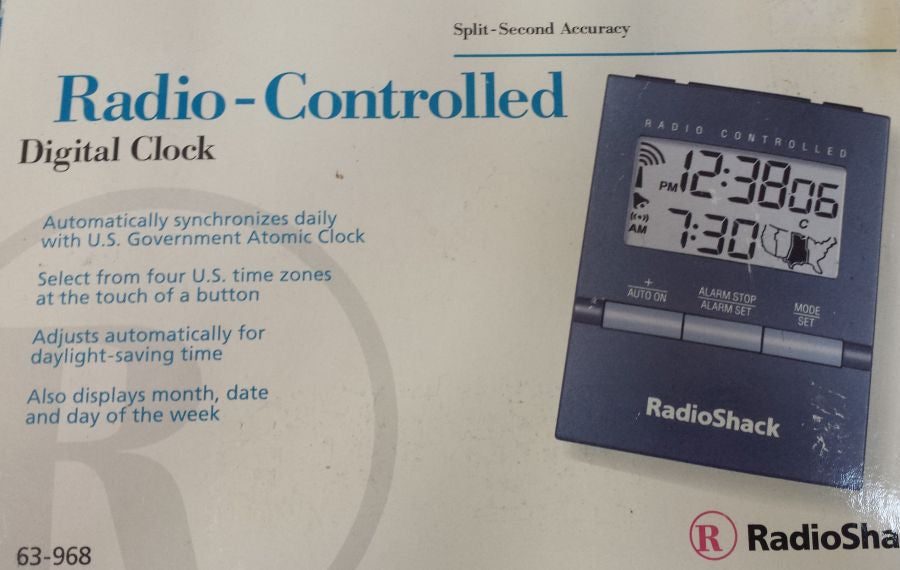 Split-Second Accuracy
Radio-Controlled
Digital Clock
Automatically synchronizes daily
with U.S. Government Atomic Clock
Select from four U.S. time zones
at the touch of a button
Adjusts automatically for
daylight-saving time
Also displays month, date
and day of the week
63-968
RADIO CONTROLLED
PM 12:38 06
AM 7:30 C
+
AUTO ON
ALARM STOP
ALARM SET
MODE
SET
RadioShack
R RadioSha